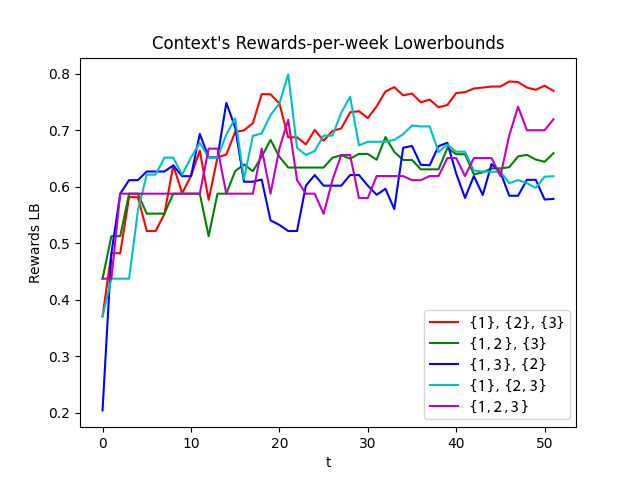 Context's Rewards-per-week Lowerbounds
Rewards LB
0.8
0.7
0.6
0.5
0.4
0.3
0.2
0 10 20 30 40 50
t
{1}, {2}, {3}
{1,2}, {3}
{1,3}, {2}
{1}, {2,3}
{1,2,3}